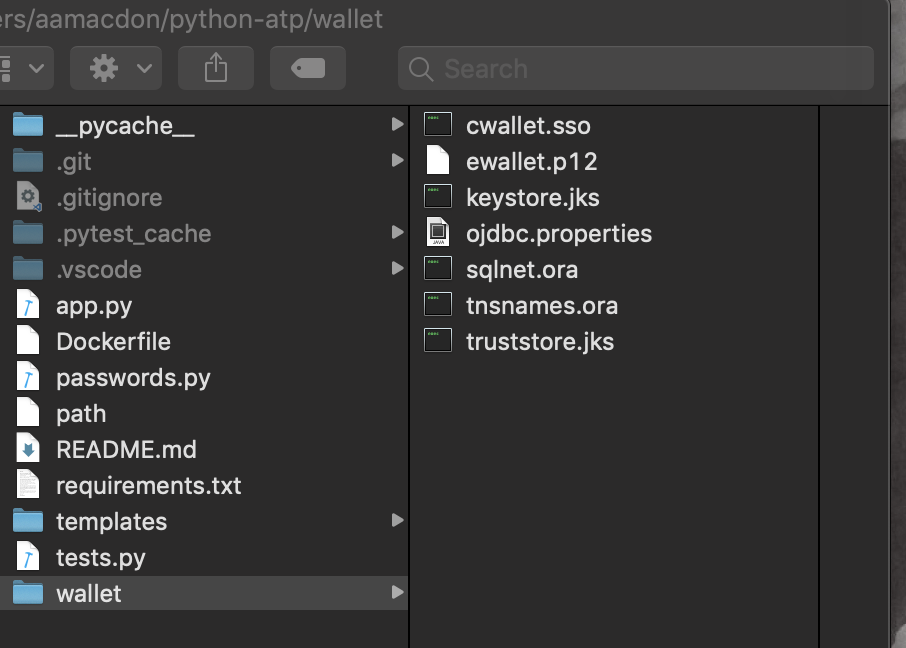 ers/aamacdon/python-atp/wallet
Search
__pycache__
.git
.gitignore
.pytest_cache
.vscode
app.py
Dockerfile
passwords.py
path
README.md
requirements.txt
templates
tests.py
wallet
cwallet.sso
ewallet.p12
keystore.jks
ojdbc.properties
sqlnet.ora
tnsnames.ora
truststore.jks